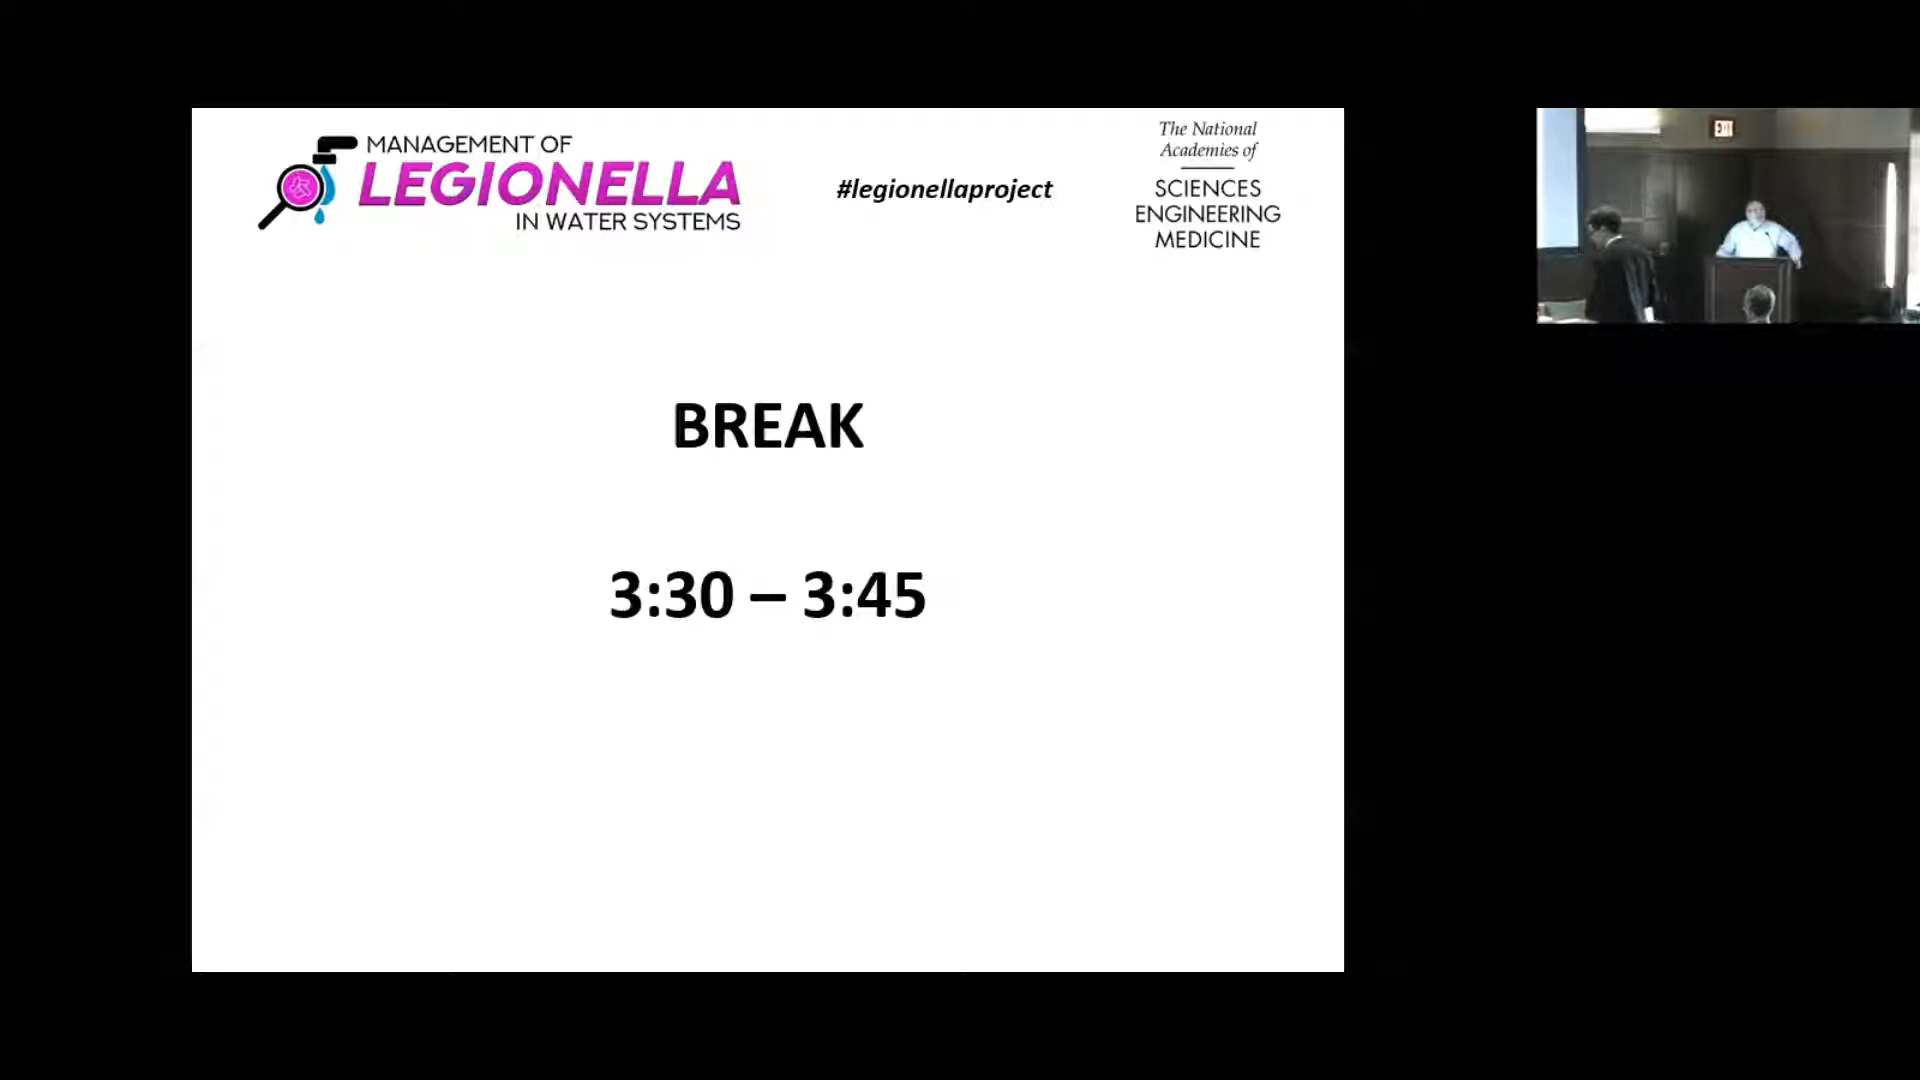 MANAGEMENT OF
LEGIONELLA
IN WATER SYSTEMS
#legionellaproject
The National
Academies of
SCIENCES
ENGINEERING
MEDICINE
EXIT
BREAK
3:30 – 3:45